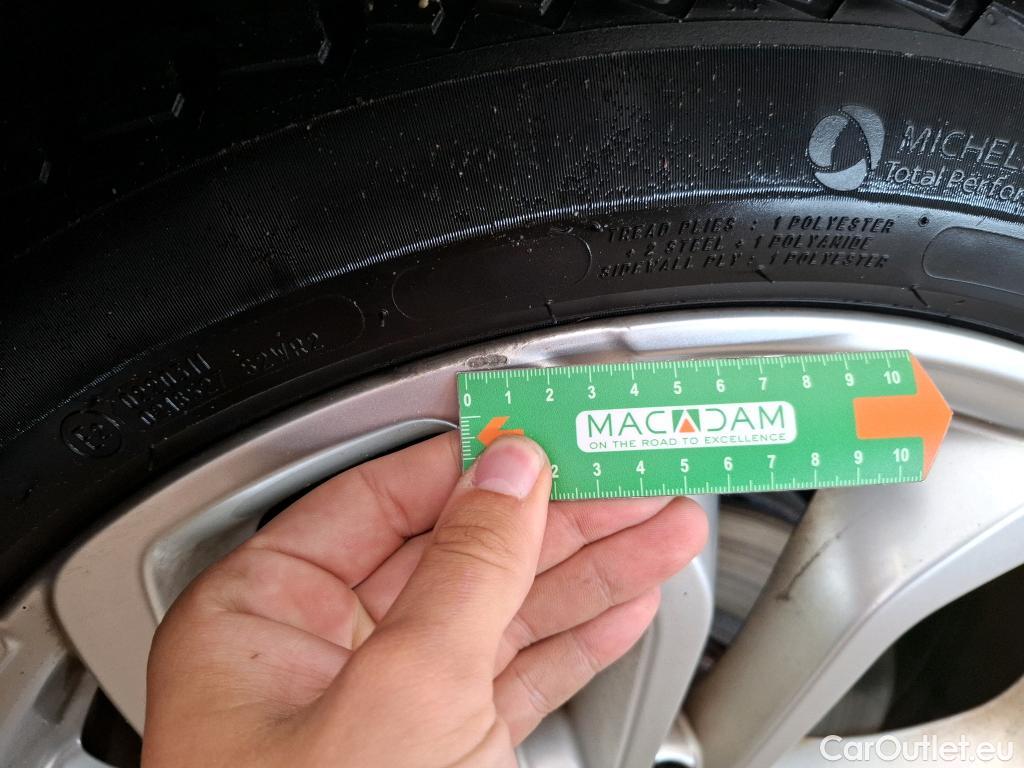 MICHEL
Total Perfor
TREAD PLIES : 1 POLYESTER
+ 2 STEEL + 1 POLYAMIDE
SIDEWALL PLY : 1 POLYESTER
S2WR2
0 1 2 3 4 5 6 7 8 9 10
MACADAM
ON THE ROAD TO EXCELLENCE
2 3 4 5 6 7 8 9 10
CarOutlet.eu